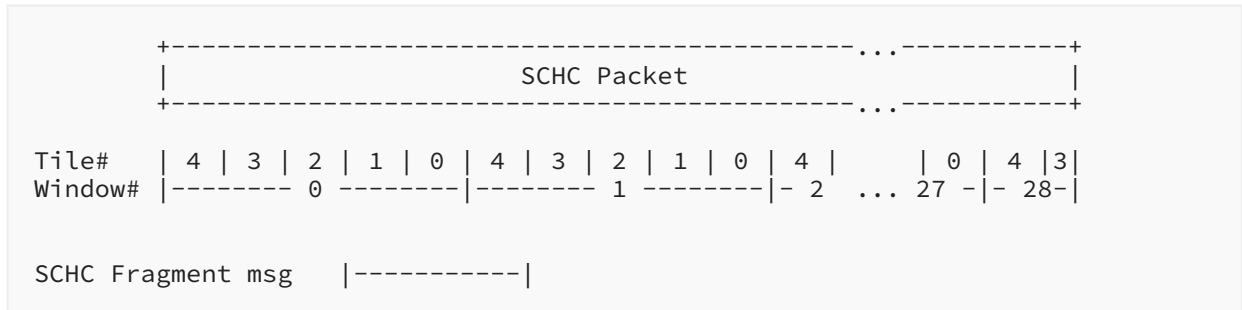 +---------------------------------------------...-----------+
|                       SCHC Packet                         |
+---------------------------------------------...-----------+
Tile#   | 4 | 3 | 2 | 1 | 0 | 4 | 3 | 2 | 1 | 0 | 4 |     | 0 | 4 |3|
Window# |-------- 0 --------|-------- 1 --------|- 2  ... 27 -|- 28-|
SCHC Fragment msg   |-----------|